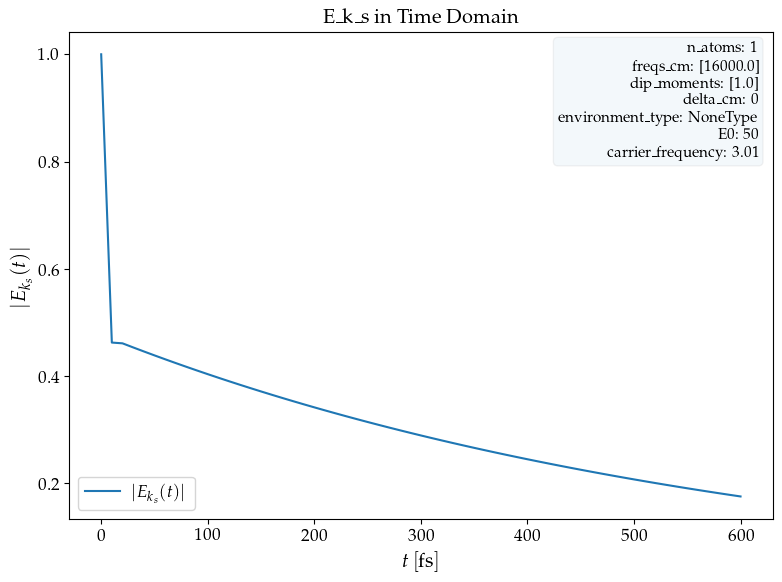 E_k_s in Time Domain
n_atoms: 1
freqs_cm: [16000.0]
dip_moments: [1.0]
delta_cm: 0
environment_type: NoneType
E0: 50
carrier_frequency: 3.01
1.0
0.8
0.6
0.4
0.2
|E_{k_s}(t)|
|E_{k_s}(t)|
0
100
200
300
400
500
600
t [fs]